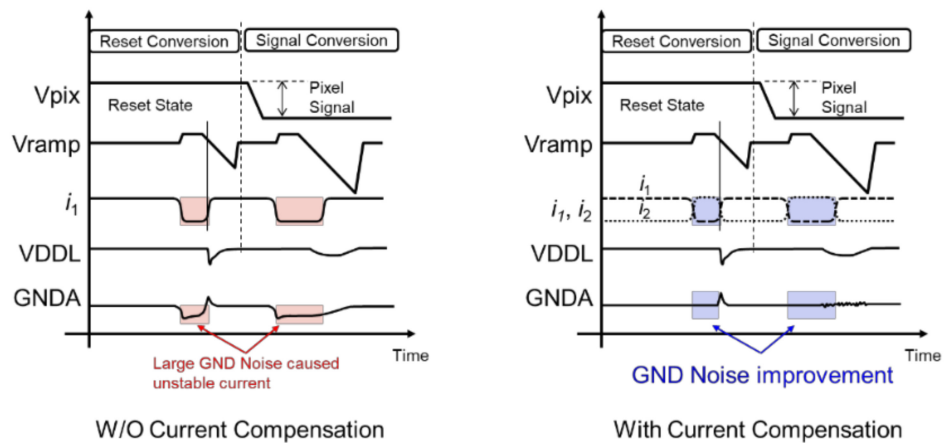 Reset Conversion
Signal Conversion
Vpix
Reset State
Pixel
Signal
Vramp
i1
VDDL
GNDA
Time
Large GND Noise caused
unstable current
W/O Current Compensation
Reset Conversion
Signal Conversion
Vpix
Reset State
Pixel
Signal
Vramp
i1
i1, i2
i2
VDDL
GNDA
Time
GND Noise improvement
With Current Compensation